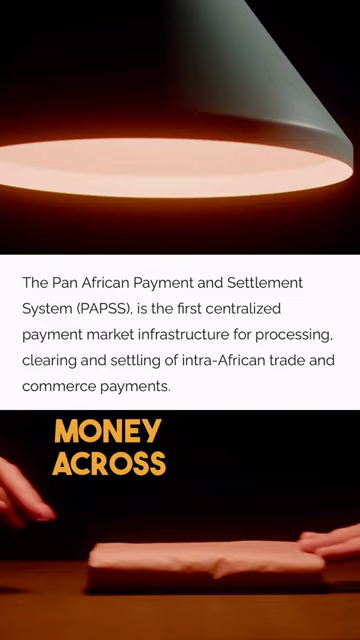 The Pan African Payment and Settlement
System (PAPSS), is the first centralized
payment market infrastructure for processing,
clearing and settling of intra-African trade and
commerce payments.
MONEY
ACROSS